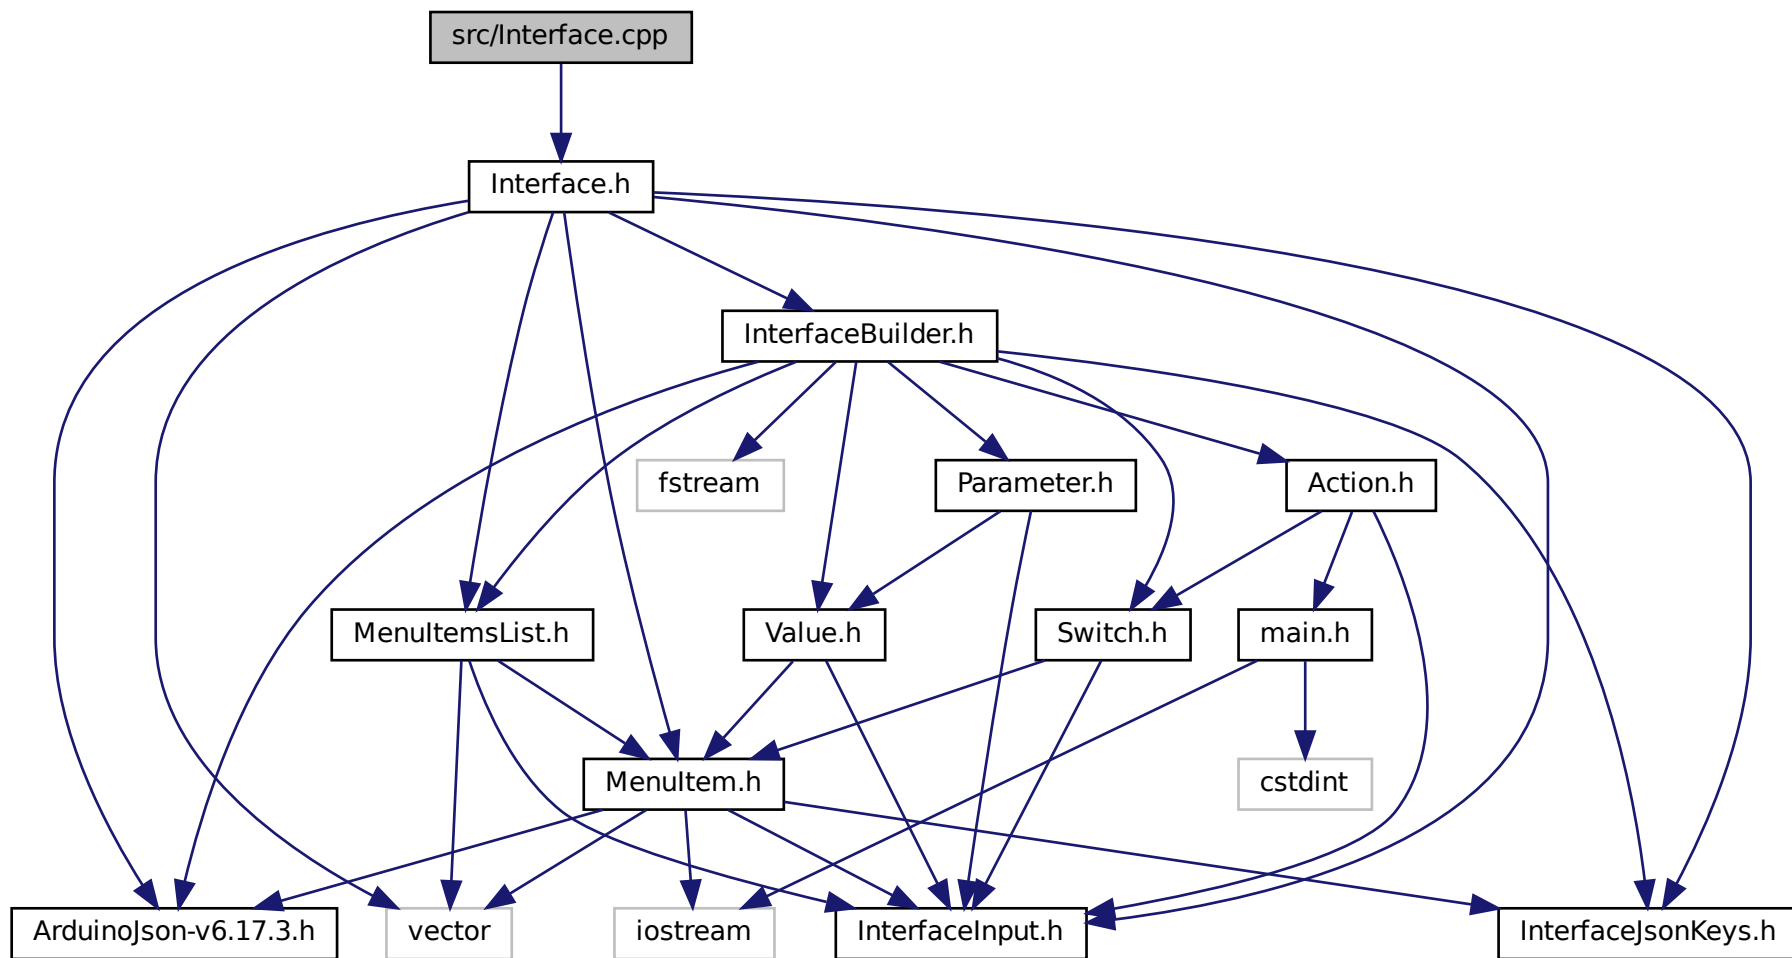 src/Interface.cpp
Interface.h
InterfaceBuilder.h
fstream
Parameter.h
Action.h
MenuItemsList.h
Value.h
Switch.h
main.h
MenuItem.h
cstdint
ArduinoJson-v6.17.3.h
vector
iostream
InterfaceInput.h
InterfaceJsonKeys.h